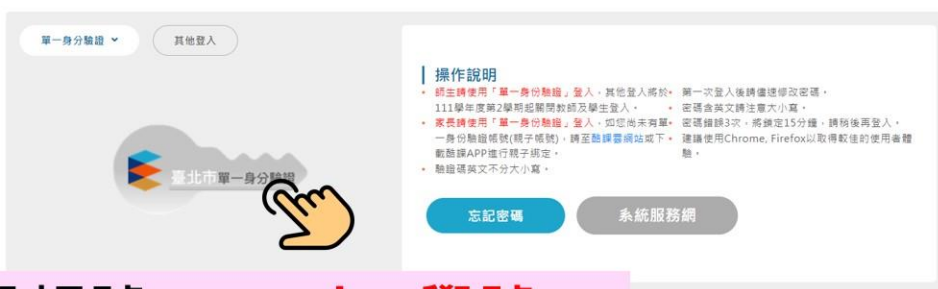 單一身分驗證
其他登入
臺北市單一身分驗證
操作說明
• 師生請使用「單一身份驗證」登入，其他登入將於
111學年度第2學期起關閉教師及學生登入。
• 家長請使用「單一身份驗證」登入，如您尚未有單
一身份驗證帳號(親子帳號)，請至酷課雲網站或下
載酷課APP進行親子綁定。
• 驗證碼英文不分大小寫。
• 第一次登入後請儘速修改密碼。
• 密碼含英文請注意大小寫。
• 密碼錯誤3次，將鎖定15分鐘，請稍後再登入。
• 建議使用Chrome, Firefox以取得較佳的使用者體
驗。
忘記密碼
系統服務網